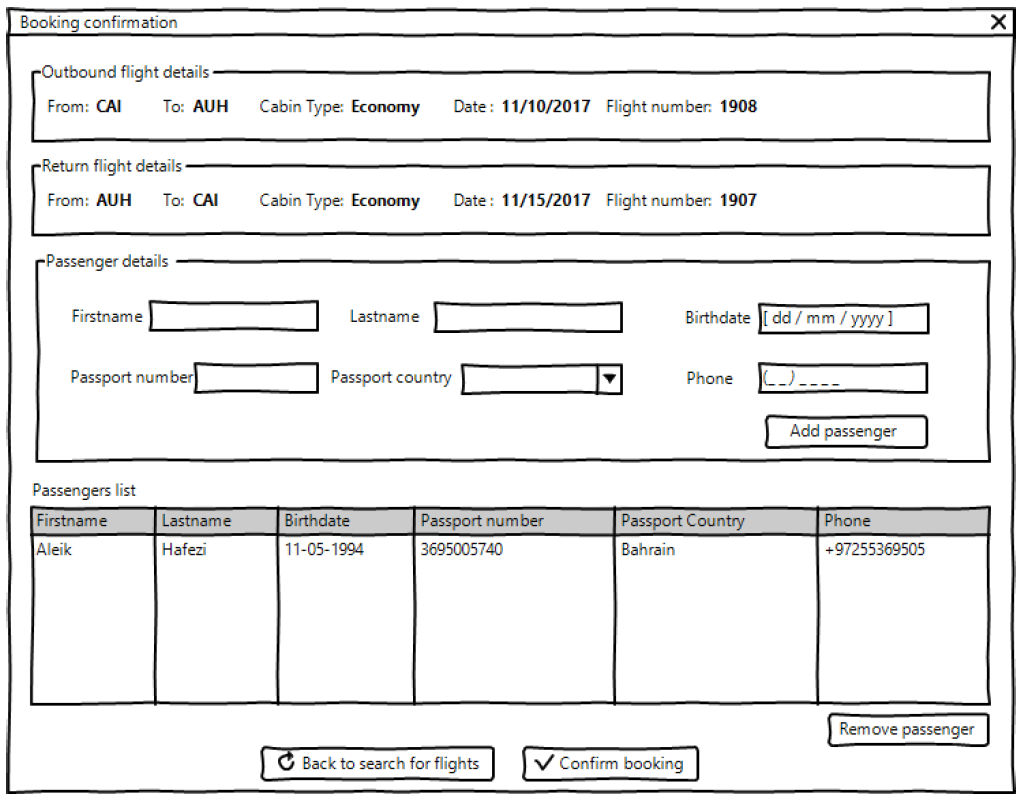 Booking confirmation
Outbound flight details
From: CAI To: AUH Cabin Type: Economy Date : 11/10/2017 Flight number: 1908
Return flight details
From: AUH To: CAI Cabin Type: Economy Date : 11/15/2017 Flight number: 1907
Passenger details
Firstname Lastname Birthdate [ dd / mm / yyyy ]
Passport number Passport country Phone (_ _) _ _ _ _
Add passenger
Passengers list
Firstname Lastname Birthdate Passport number Passport Country Phone
Aleik Hafezi 11-05-1994 3695005740 Bahrain +97255369505
Remove passenger
Back to search for flights Confirm booking